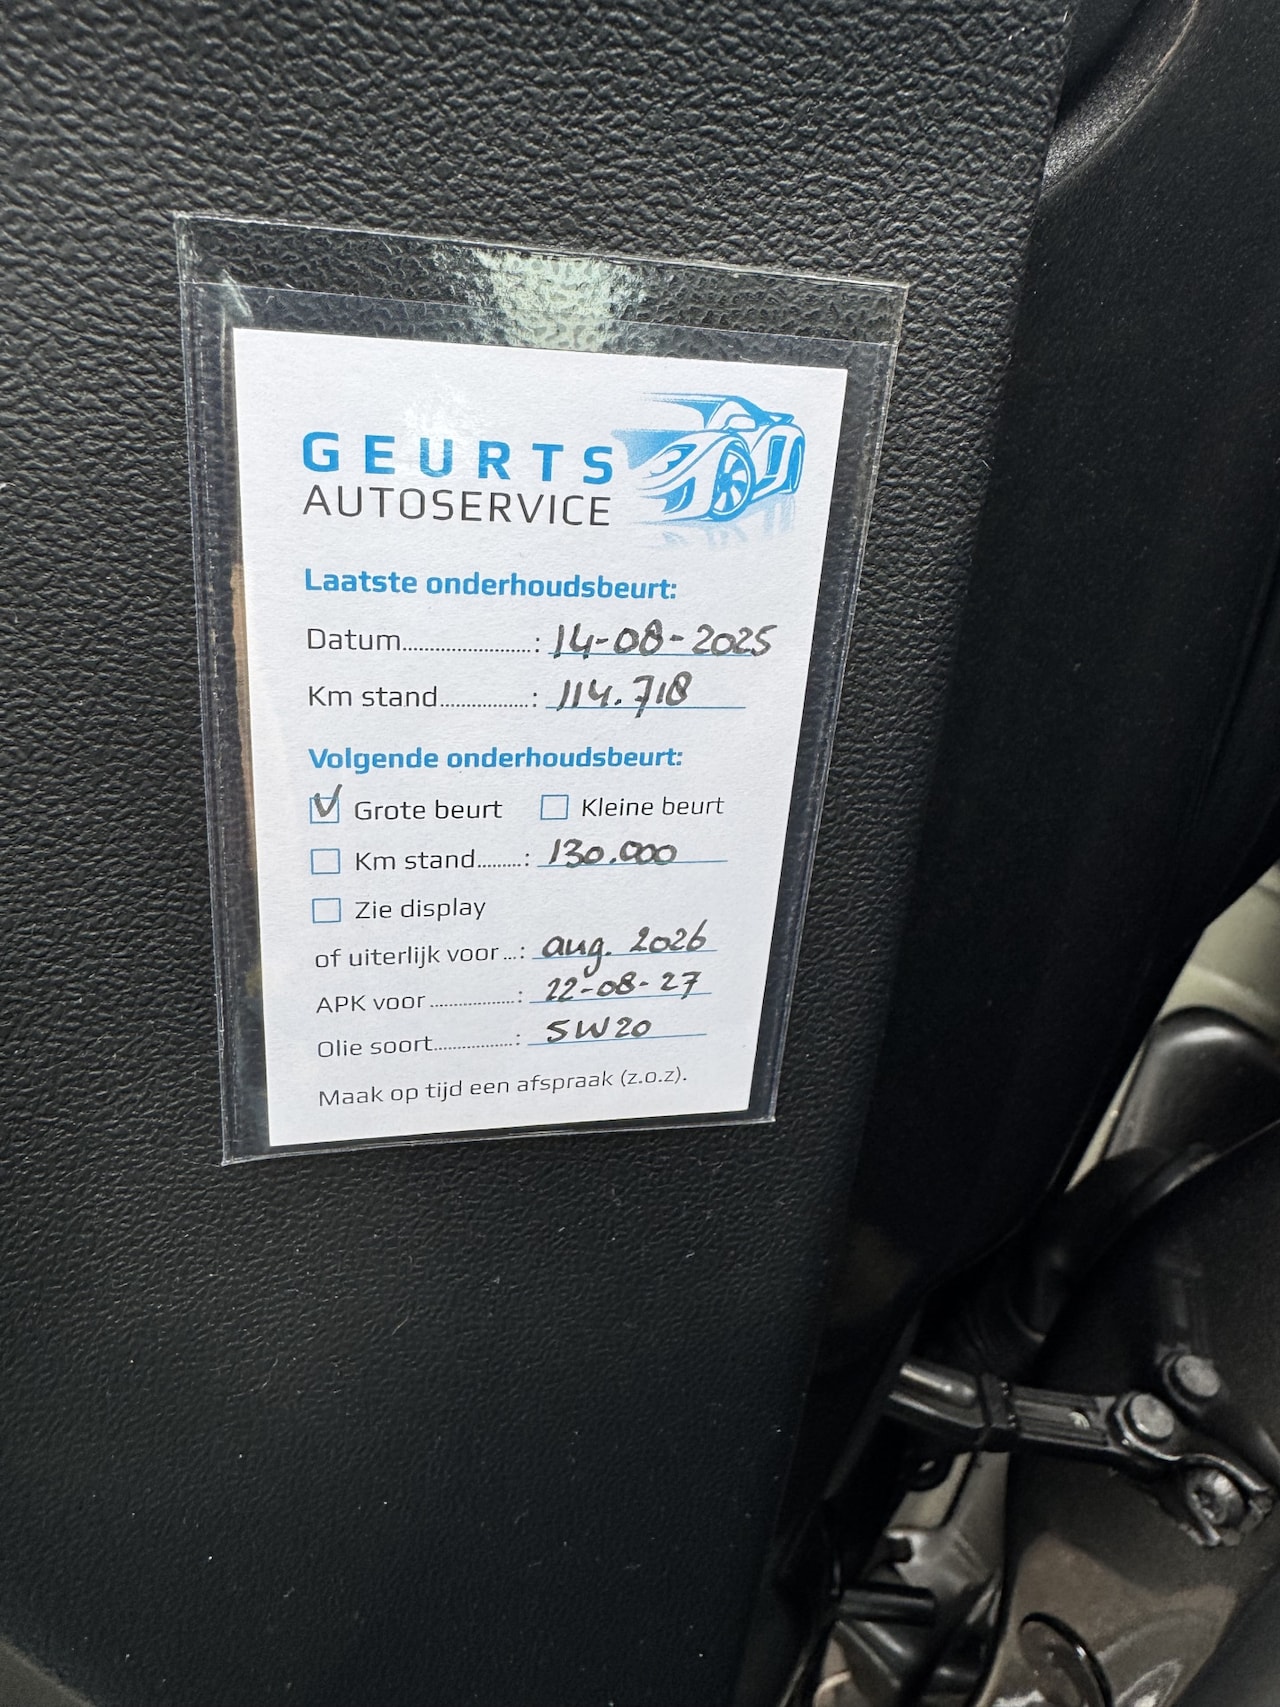 GEURTS
AUTOSERVICE
Laatste onderhoudsbeurt:
Datum........................: 14-08-2025
Km stand.................: 114.718
Volgende onderhoudsbeurt:
Grote beurt Kleine beurt
Km stand.........: 130.000
Zie display
of uiterlijk voor...: aug. 2026
APK voor................: 22-08-27
Olie soort................: 5W20
Maak op tijd een afspraak (z.o.z).